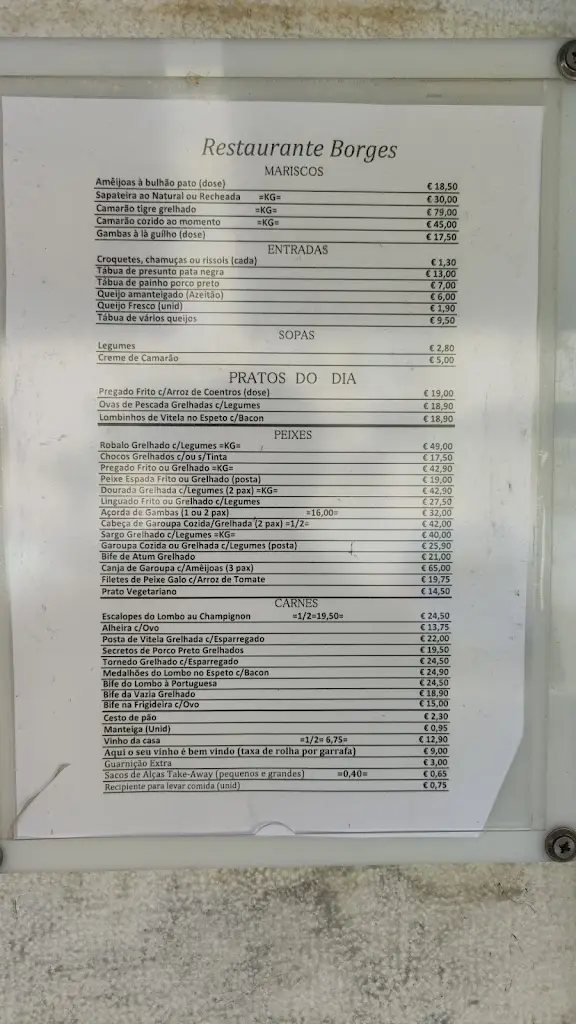 Restaurante Borges
MARISCOS
Amêijoas à bulhão pato (dose) € 18,50
Sapateira ao Natural ou Recheada =KG= € 30,00
Camarão tigre grelhado =KG= € 79,00
Camarão cozido ao momento =KG= € 45,00
Gambas à là guilho (dose) € 17,50
ENTRADAS
Croquetes, chamuças ou rissois (cada) € 1,30
Tábua de presunto pata negra € 13,00
Tábua de painho porco preto € 7,00
Queijo amanteigado (Azeitão) € 6,00
Queijo Fresco (unid) € 1,90
Tábua de vários queijos € 9,50
SOPAS
Legumes € 2,80
Creme de Camarão € 5,00
PRATOS DO DIA
Pregado Frito c/Arroz de Coentros (dose) € 19,00
Ovas de Pescada Grelhadas c/Legumes € 18,90
Lombinhos de Vitela no Espeto c/Bacon € 18,90
PEIXES
Robalo Grelhado c/Legumes =KG= € 49,00
Chocos Grelhados c/ou s/Tinta € 17,50
Pregado Frito ou Grelhado =KG= € 42,90
Peixe Espada Frito ou Grelhado (posta) € 19,00
Dourada Grelhada c/Legumes (2 pax) =KG= € 42,90
Linguado Frito ou Grelhado c/Legumes € 27,50
Açorda de Gambas (1 ou 2 pax) =16,00= € 32,00
Cabeça de Garoupa Cozida/Grelhada (2 pax) =1/2= € 42,00
Sargo Grelhado c/Legumes =KG= € 40,00
Garoupa Cozida ou Grelhada c/Legumes (posta) € 25,90
Bife de Atum Grelhado € 21,00
Canja de Garoupa c/Amêijoas (3 pax) € 65,00
Filetes de Peixe Galo c/Arroz de Tomate € 19,75
Prato Vegetariano € 14,50
CARNES
Escalopes do Lombo au Champignon =1/2=19,50= € 24,50
Alheira c/Ovo € 13,75
Posta de Vitela Grelhada c/Esparregado € 22,00
Secretos de Porco Preto Grelhados € 19,50
Tornedo Grelhado c/Esparregado € 24,50
Medalhões do Lombo no Espeto c/Bacon € 24,90
Bife do Lombo à Portuguesa € 24,50
Bife da Vazia Grelhado € 18,90
Bife na Frigideira c/Ovo € 15,00
Cesto de pão € 2,30
Manteiga (Unid) € 0,95
Vinho da casa =1/2= 6,75= € 12,90
Aqui o seu vinho é bem vindo (taxa de rolha por garrafa) € 9,00
Guarnição Extra € 3,00
Sacos de Alças Take-Away (pequenos e grandes) =0,40= € 0,65
Recipiente para levar comida (unid) € 0,75